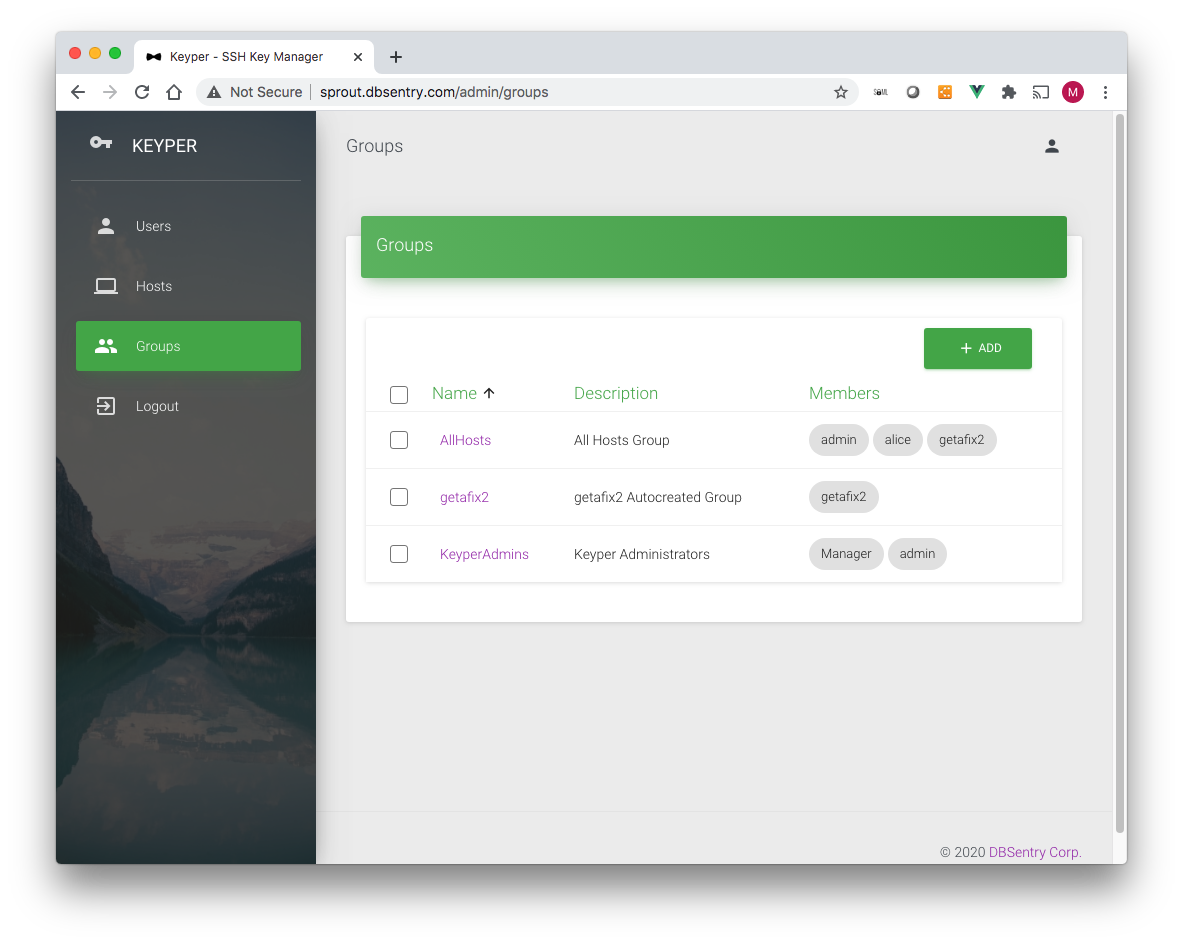 Keyper - SSH Key Manager
Not Secure sprout.dbsentry.com/admin/groups M
KEYPER
Groups
Users
Hosts
Groups
Logout
Groups
ADD
Name Description Members
AllHosts All Hosts Group admin alice getafix2
getafix2 getafix2 Autocreated Group getafix2
KeyperAdmins Keyper Administrators Manager admin
© 2020 DBSentry Corp.